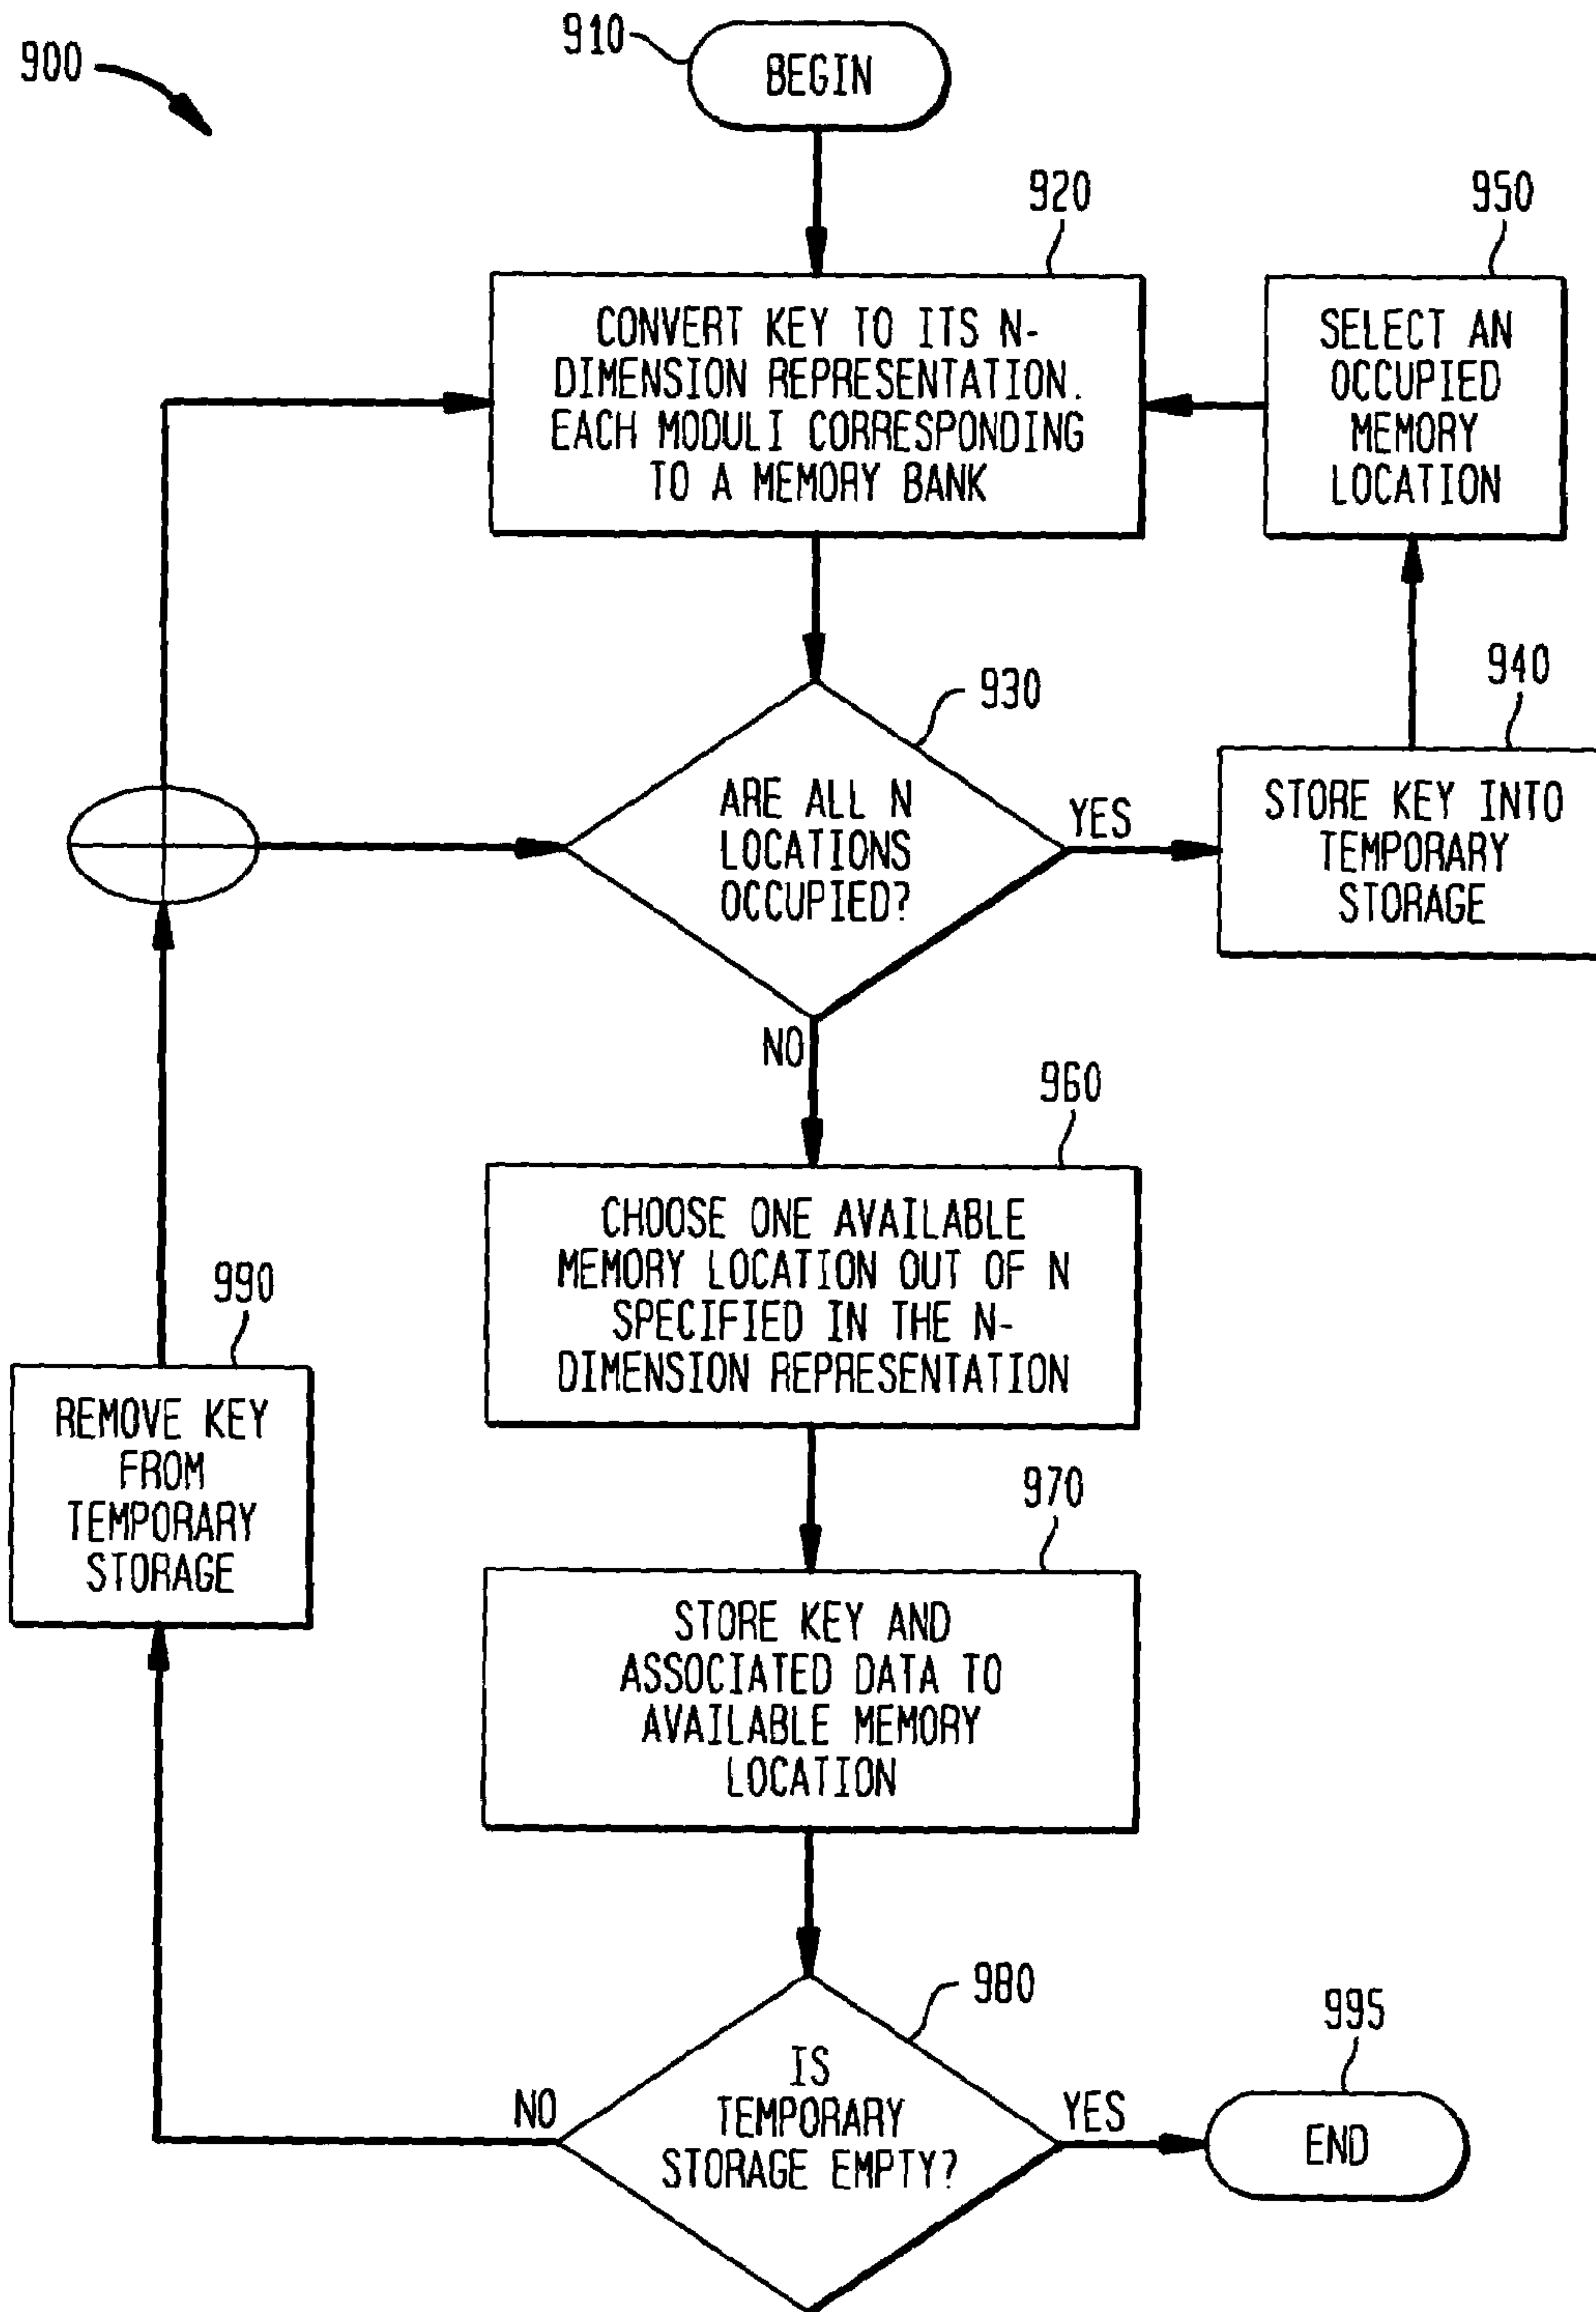 900
910
BEGIN
920
CONVERT KEY TO ITS N-
DIMENSION REPRESENTATION.
EACH MODULI CORRESPONDING
TO A MEMORY BANK
950
SELECT AN
OCCUPIED
MEMORY
LOCATION
930
ARE ALL N
LOCATIONS
OCCUPIED?
YES
940
STORE KEY INTO
TEMPORARY
STORAGE
NO
960
CHOOSE ONE AVAILABLE
MEMORY LOCATION OUT OF N
SPECIFIED IN THE N-
DIMENSION REPRESENTATION
990
REMOVE KEY
FROM
TEMPORARY
STORAGE
970
STORE KEY AND
ASSOCIATED DATA TO
AVAILABLE MEMORY
LOCATION
980
IS
TEMPORARY
STORAGE EMPTY?
NO
YES
995
END